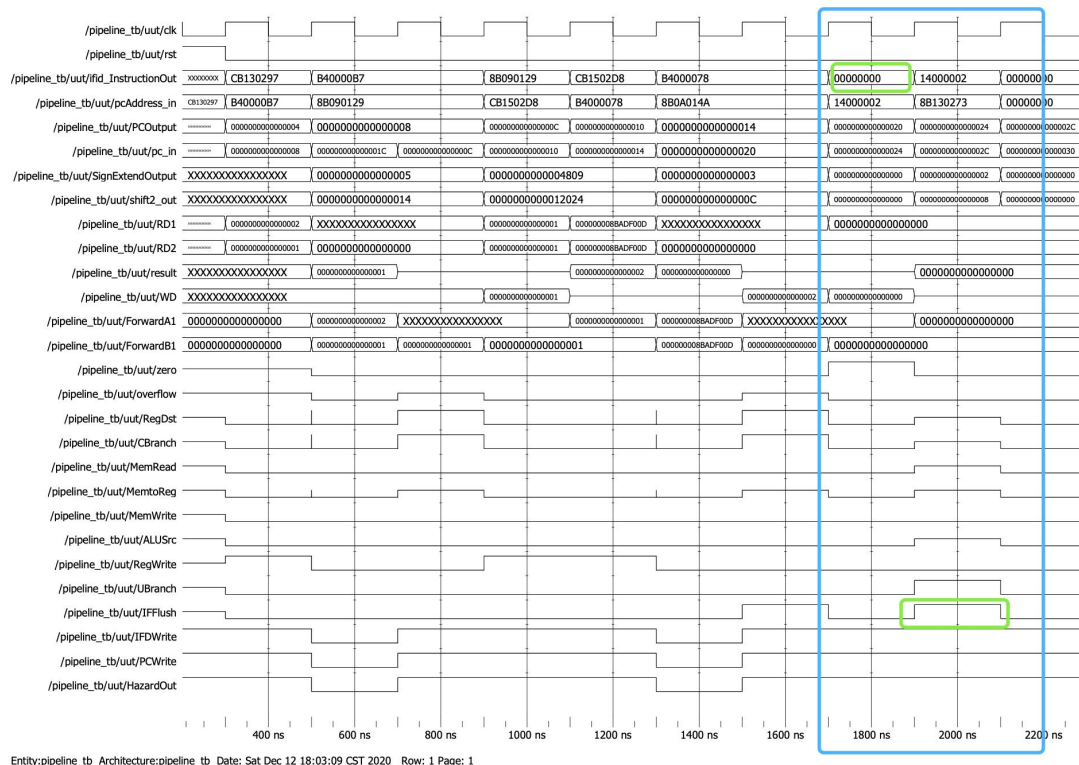 /pipeline_tb/uut/clk
/pipeline_tb/uut/rst
/pipeline_tb/uut/ifid_InstructionOut XXXXXXXX CB130297 B40000B7 8B090129 CB1502D8 B4000078 00000000 14000002 00000000
/pipeline_tb/uut/pcAddress_in CB130297 B40000B7 8B090129 CB1502D8 B4000078 8B0A014A 14000002 8B130273 00000000
/pipeline_tb/uut/PCOutput 0000000000000004 0000000000000008 000000000000000C 0000000000000010 0000000000000014 0000000000000020 0000000000000024 000000000000002C
/pipeline_tb/uut/pc_in 0000000000000008 000000000000001C 000000000000000C 0000000000000010 0000000000000014 0000000000000020 0000000000000024 000000000000002C 0000000000000030
/pipeline_tb/uut/SignExtendOutput XXXXXXXXXXXXXXXX 0000000000000005 0000000000004809 0000000000000003 0000000000000000 0000000000000002 0000000000000000
/pipeline_tb/uut/shift2_out XXXXXXXXXXXXXXXX 0000000000000014 0000000000012024 000000000000000C 0000000000000000 0000000000000008 0000000000000000
/pipeline_tb/uut/RD1 0000000000000002 XXXXXXXXXXXXXXXX 0000000000000001 000000008BADF00D XXXXXXXXXXXXXXXX 0000000000000000
/pipeline_tb/uut/RD2 0000000000000001 0000000000000000 0000000000000001 000000008BADF00D 0000000000000000
/pipeline_tb/uut/result XXXXXXXXXXXXXXXX 0000000000000001 0000000000000002 0000000000000000 0000000000000000
/pipeline_tb/uut/WD XXXXXXXXXXXXXXXX 0000000000000001 0000000000000002 0000000000000000
/pipeline_tb/uut/ForwardA1 0000000000000000 0000000000000002 XXXXXXXXXXXXXXXX 0000000000000001 000000008BADF00D XXXXXXXXXXXXXXXX 0000000000000000
/pipeline_tb/uut/ForwardB1 0000000000000000 0000000000000001 0000000000000001 0000000000000001 000000008BADF00D 0000000000000000 0000000000000000
/pipeline_tb/uut/zero
/pipeline_tb/uut/overflow
/pipeline_tb/uut/RegDst
/pipeline_tb/uut/CBranch
/pipeline_tb/uut/MemRead
/pipeline_tb/uut/MemtoReg
/pipeline_tb/uut/MemWrite
/pipeline_tb/uut/ALUSrc
/pipeline_tb/uut/RegWrite
/pipeline_tb/uut/UBranch
/pipeline_tb/uut/IFFlush
/pipeline_tb/uut/IFDWrite
/pipeline_tb/uut/PCWrite
/pipeline_tb/uut/HazardOut
400 ns 600 ns 800 ns 1000 ns 1200 ns 1400 ns 1600 ns 1800 ns 2000 ns 2200 ns
Entity:pipeline_tb Architecture:pipeline_tb Date: Sat Dec 12 18:03:09 CST 2020 Row: 1 Page: 1